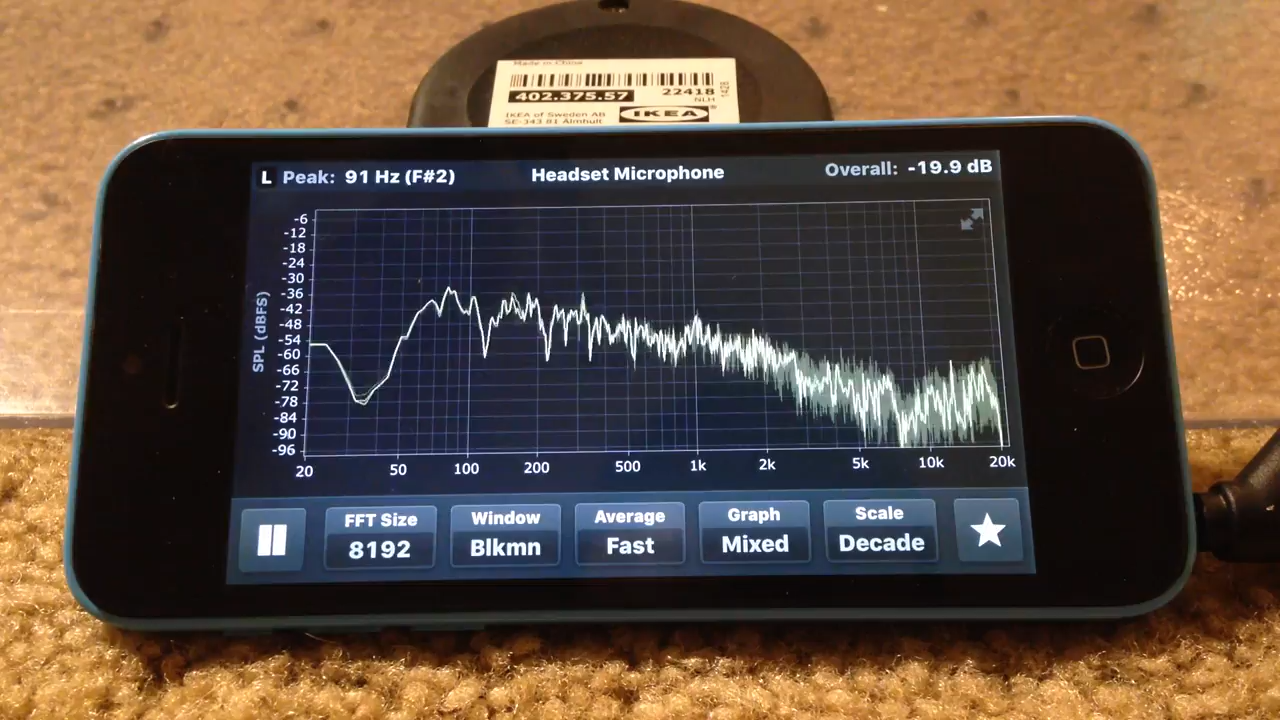 Made in China
402.375.57
22418
NLH
1428
IKEA of Sweden AB
SE-343 81 Älmhult
IKEA®
L Peak: 91 Hz (F#2)
Headset Microphone
Overall: -19.9 dB
SPL (dBFS)
-6
-12
-18
-24
-30
-36
-42
-48
-54
-60
-66
-72
-78
-84
-90
-96
20 50 100 200 500 1k 2k 5k 10k 20k
FFT Size
8192
Window
Blkmn
Average
Fast
Graph
Mixed
Scale
Decade